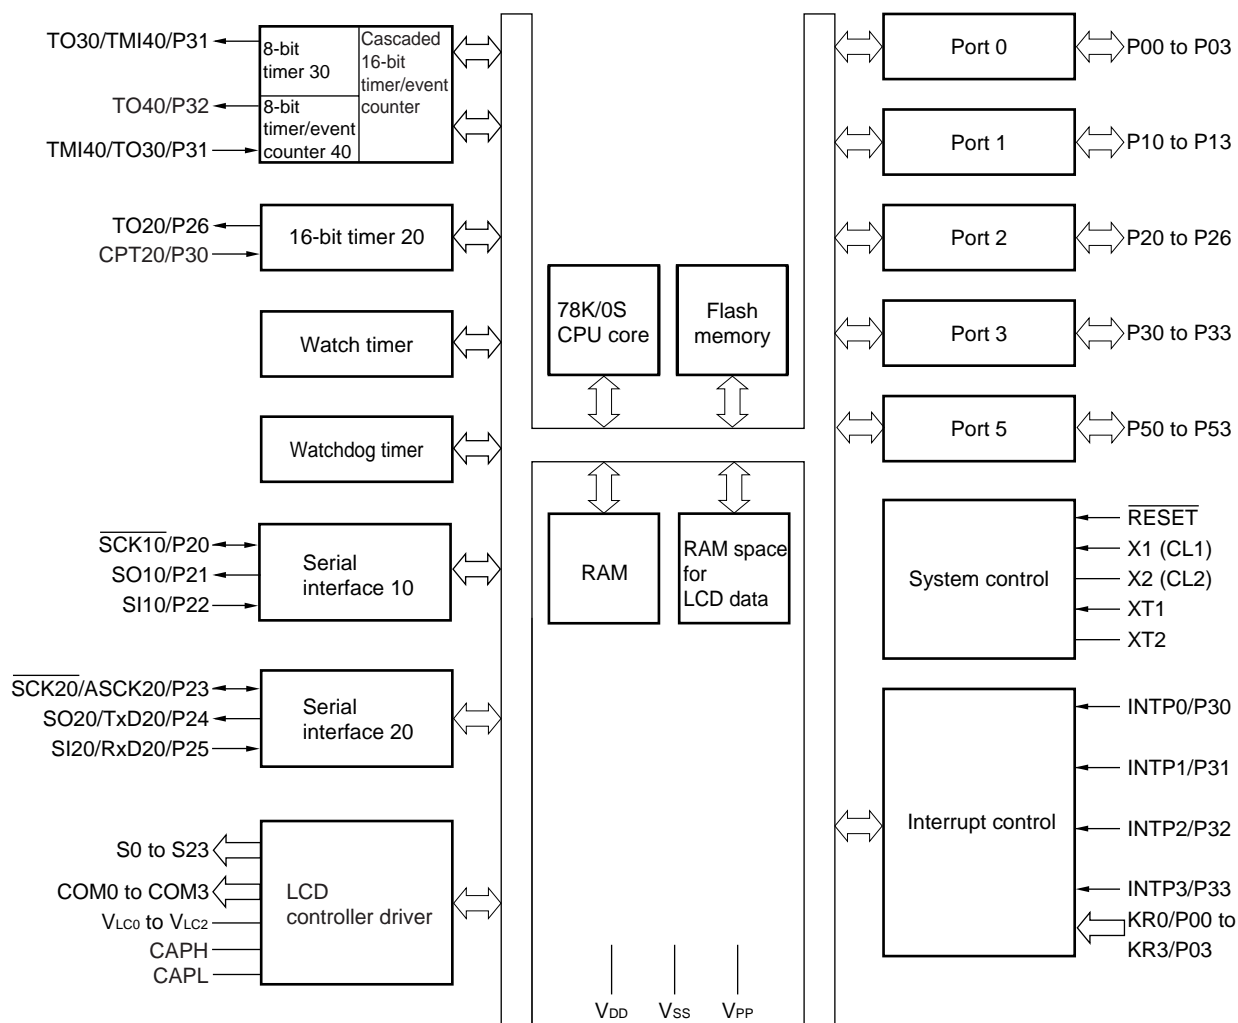 TO30/TMI40/P31
TO40/P32
TMI40/TO30/P31
8-bit
timer 30
8-bit
timer/event
counter 40
Cascaded
16-bit
timer/event
counter
TO20/P26
CPT20/P30
16-bit timer 20
Watch timer
Watchdog timer
SCK10/P20
SO10/P21
SI10/P22
Serial
interface 10
SCK20/ASCK20/P23
SO20/TxD20/P24
SI20/RxD20/P25
Serial
interface 20
S0 to S23
COM0 to COM3
VLC0 to VLC2
CAPH
CAPL
LCD
controller driver
78K/0S
CPU core
Flash
memory
RAM
RAM space
for
LCD data
VDD
VSS
VPP
Port 0
P00 to P03
Port 1
P10 to P13
Port 2
P20 to P26
Port 3
P30 to P33
Port 5
P50 to P53
System control
RESET
X1 (CL1)
X2 (CL2)
XT1
XT2
Interrupt control
INTP0/P30
INTP1/P31
INTP2/P32
INTP3/P33
KR0/P00 to
KR3/P03